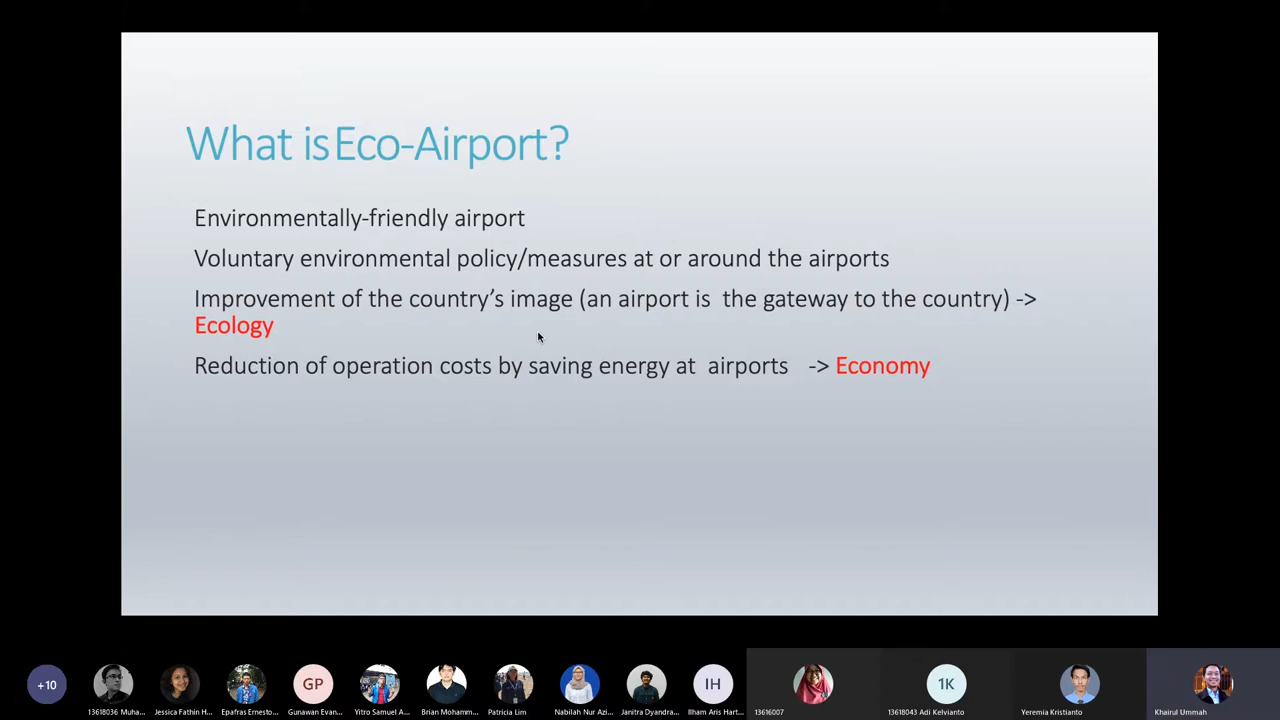 What is Eco-Airport?
Environmentally-friendly airport
Voluntary environmental policy/measures at or around the airports
Improvement of the country's image (an airport is the gateway to the country) ->
Ecology
Reduction of operation costs by saving energy at airports -> Economy
+10
13618036 Muha...
Jessica Fathin H...
Epafras Ernesto...
GP
Gunawan Evan...
Yitro Samuel A...
Brian Mohamm...
Patricia Lim
Nabilah Nur Azi...
Janitra Dyandra...
IH
Ilham Aris Hart...
13616007
1K
13618043 Adi Kelvianto
Yeremia Kristianto
Khairul Ummah